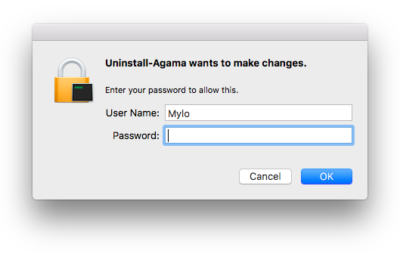 Uninstall-Agama wants to make changes.
Enter your password to allow this.
User Name: Mylo
Password:
Cancel OK